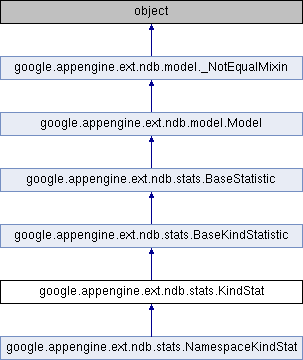 object
google.appengine.ext.ndb.model._NotEqualMixin
google.appengine.ext.ndb.model.Model
google.appengine.ext.ndb.stats.BaseStatistic
google.appengine.ext.ndb.stats.BaseKindStatistic
google.appengine.ext.ndb.stats.KindStat
google.appengine.ext.ndb.stats.NamespaceKindStat